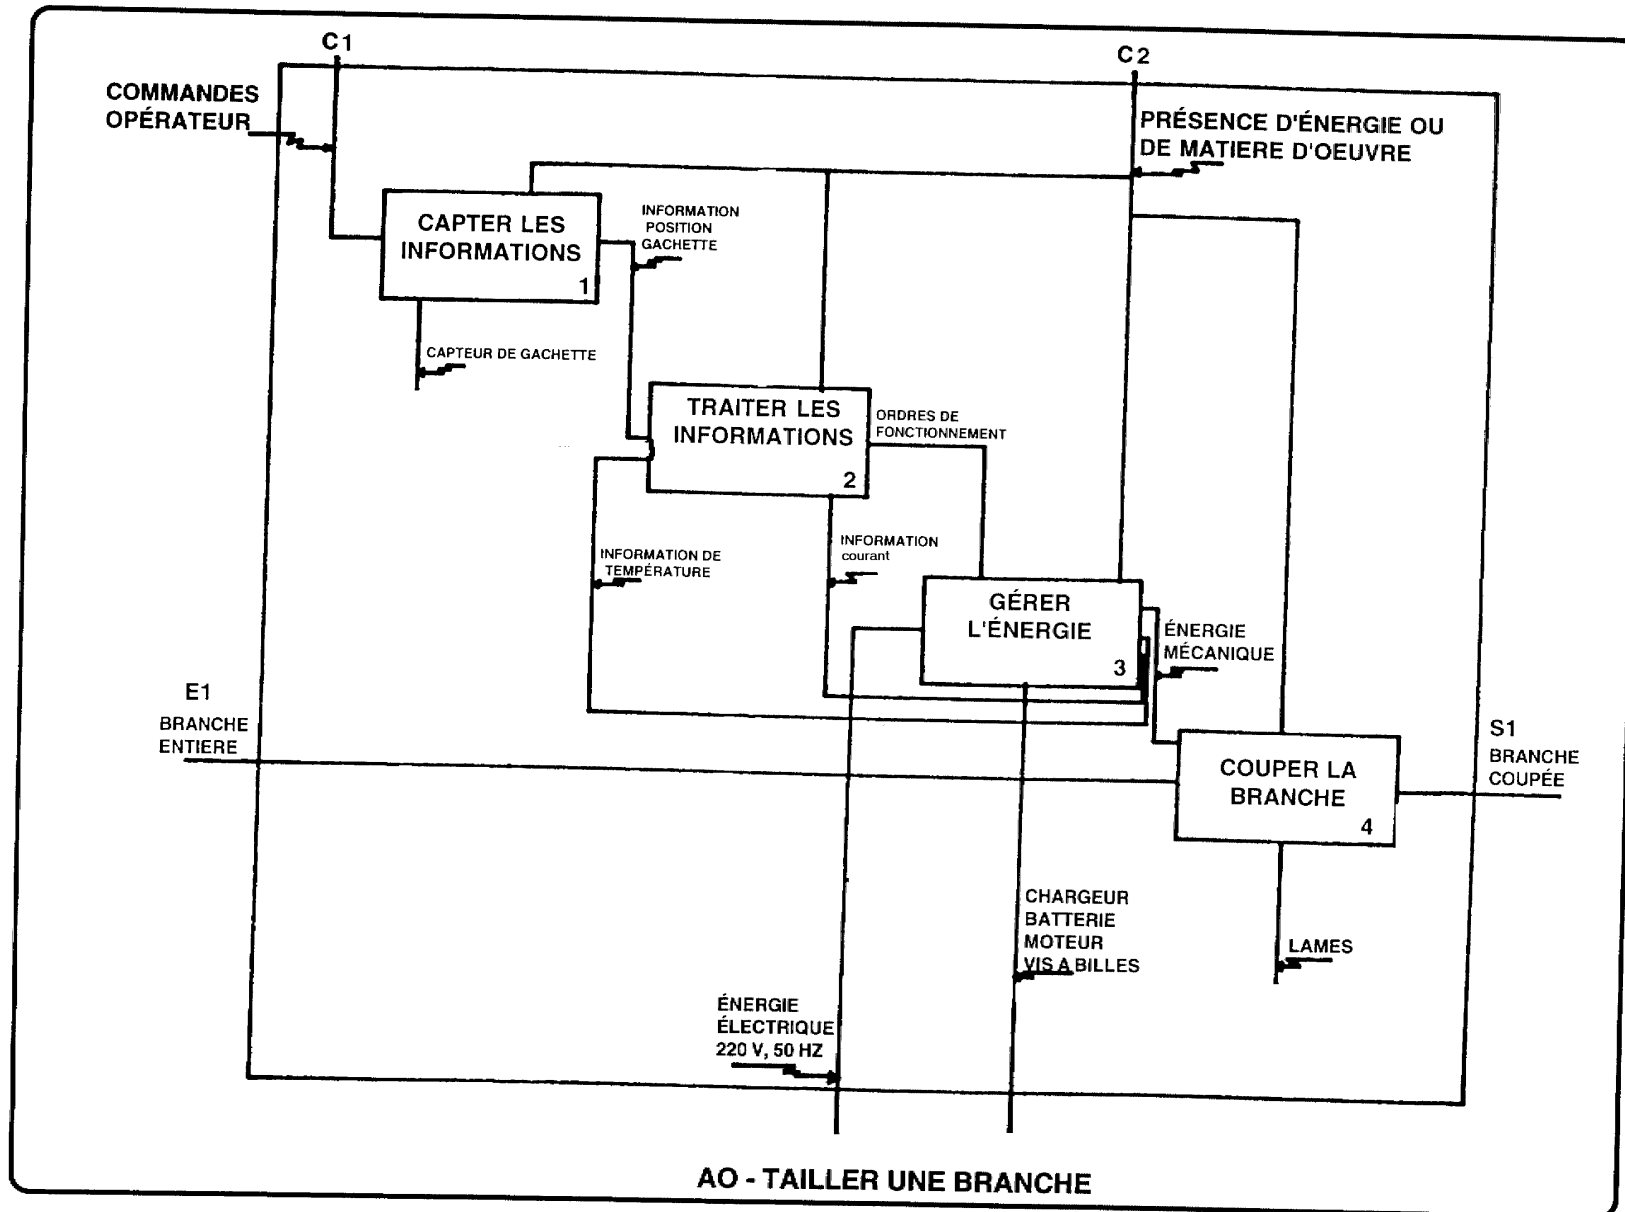 C1
C2
COMMANDES
OPÉRATEUR
PRÉSENCE D'ÉNERGIE OU
DE MATIERE D'OEUVRE
CAPTER LES
INFORMATIONS
1
INFORMATION
POSITION
GACHETTE
CAPTEUR DE GACHETTE
TRAITER LES
INFORMATIONS
2
ORDRES DE
FONCTIONNEMENT
INFORMATION DE
TEMPÉRATURE
INFORMATION
courant
GÉRER
L'ÉNERGIE
3
ÉNERGIE
MÉCANIQUE
E1
BRANCHE
ENTIERE
S1
BRANCHE
COUPÉE
COUPER LA
BRANCHE
4
CHARGEUR
BATTERIE
MOTEUR
VIS A BILLES
LAMES
ÉNERGIE
ÉLECTRIQUE
220 V, 50 HZ
AO - TAILLER UNE BRANCHE